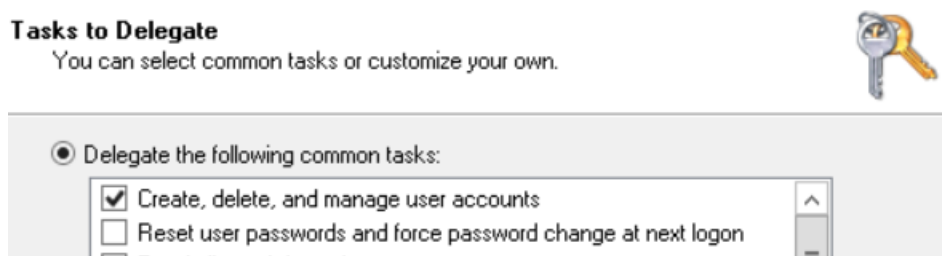 Tasks to Delegate
You can select common tasks or customize your own.
Delegate the following common tasks:
Create, delete, and manage user accounts
Reset user passwords and force password change at next logon